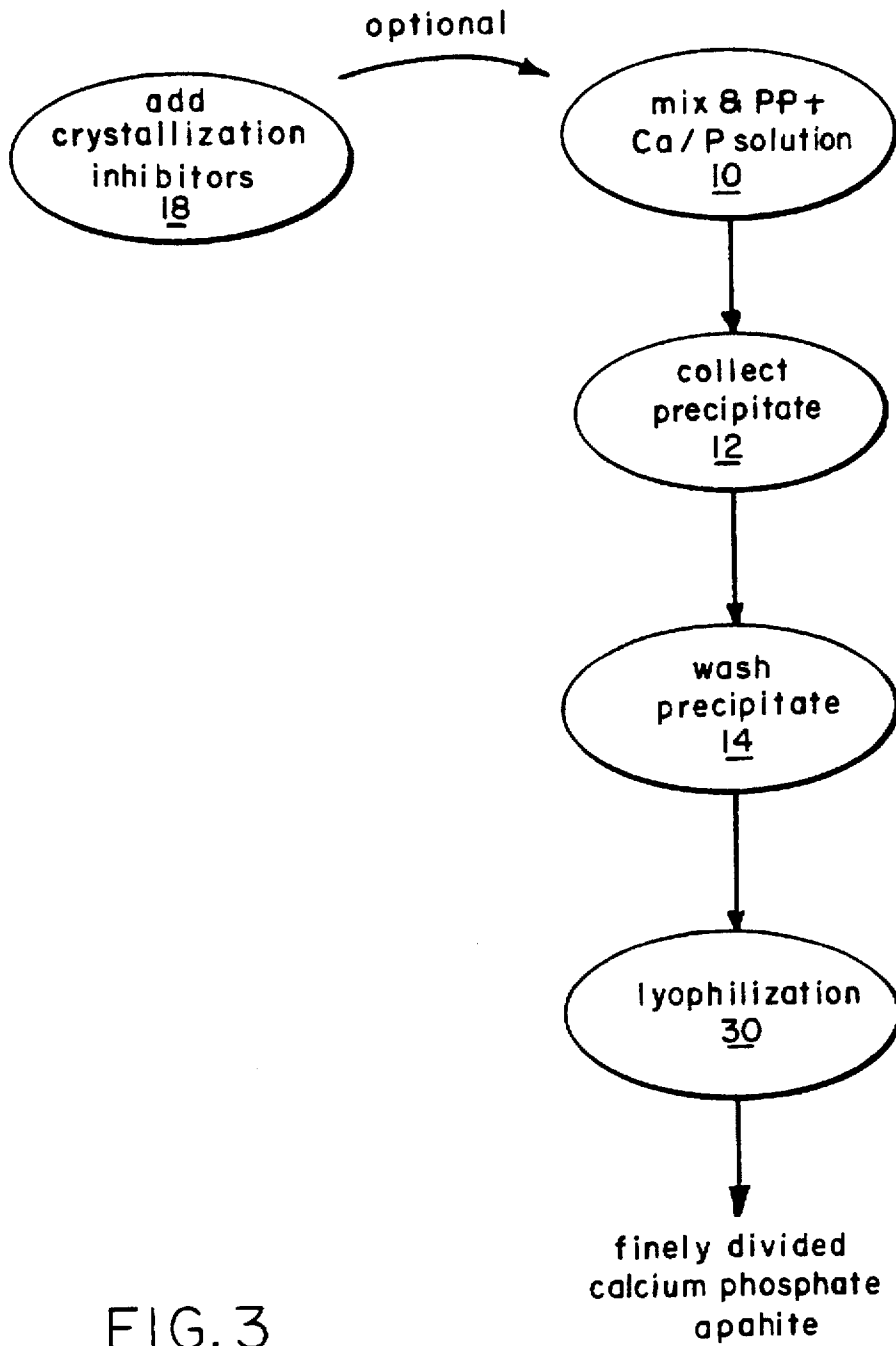 optional
add
crystallization
inhibitors
18
mix & PP+
Ca/P solution
10
collect
precipitate
12
wash
precipitate
14
lyophilization
30
finely divided
calcium phosphate
apahite
FIG. 3